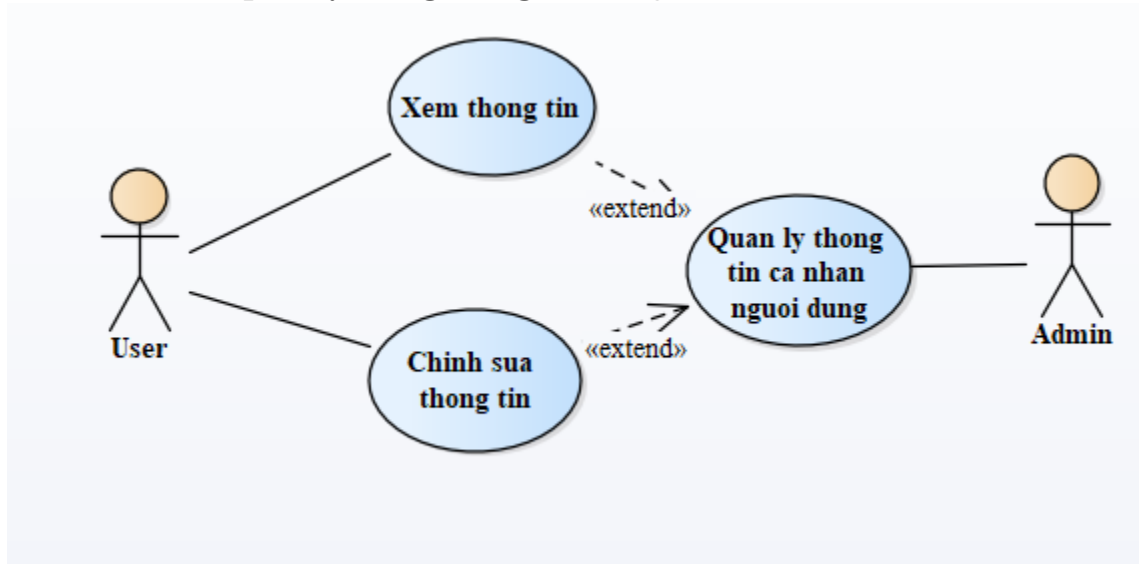 Xem thong tin
«extend»
Quan ly thong
tin ca nhan
nguoi dung
User
Admin
«extend»
Chinh sua
thong tin